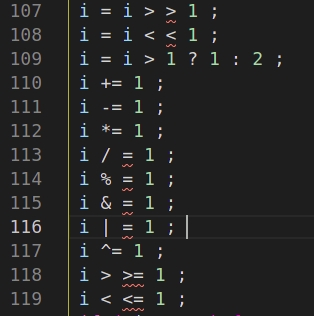 107 i = i > > 1 ;
108 i = i < < 1 ;
109 i = i > 1 ? 1 : 2 ;
110 i += 1 ;
111 i -= 1 ;
112 i *= 1 ;
113 i / = 1 ;
114 i % = 1 ;
115 i & = 1 ;
116 i | = 1 ;
117 i ^= 1 ;
118 i > >= 1 ;
119 i < <= 1 ;